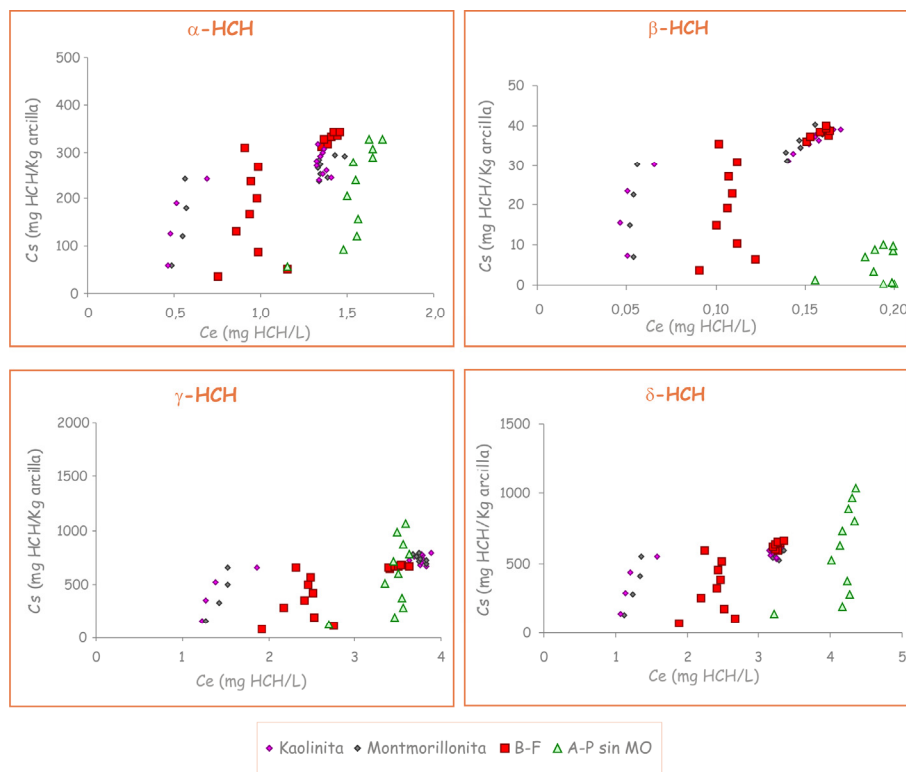 α-HCH
Cs (mg HCH/Kg arcilla)
500
400
300
200
100
0
0
0,5
1,0
1,5
2,0
Ce (mg HCH/L)
β-HCH
Cs (mg HCH/Kg arcilla)
50
40
30
20
10
0
0
0,05
0,10
0,15
0,20
Ce (mg HCH/L)
γ-HCH
Cs (mg HCH/Kg arcilla)
2000
1500
1000
500
0
0
1
2
3
4
Ce (mg HCH/L)
δ-HCH
Cs (mg HCH/Kg arcilla)
1500
1000
500
0
0
1
2
3
4
5
Ce (mg HCH/L)
Kaolinita
Montmorillonita
B-F
A-P sin MO